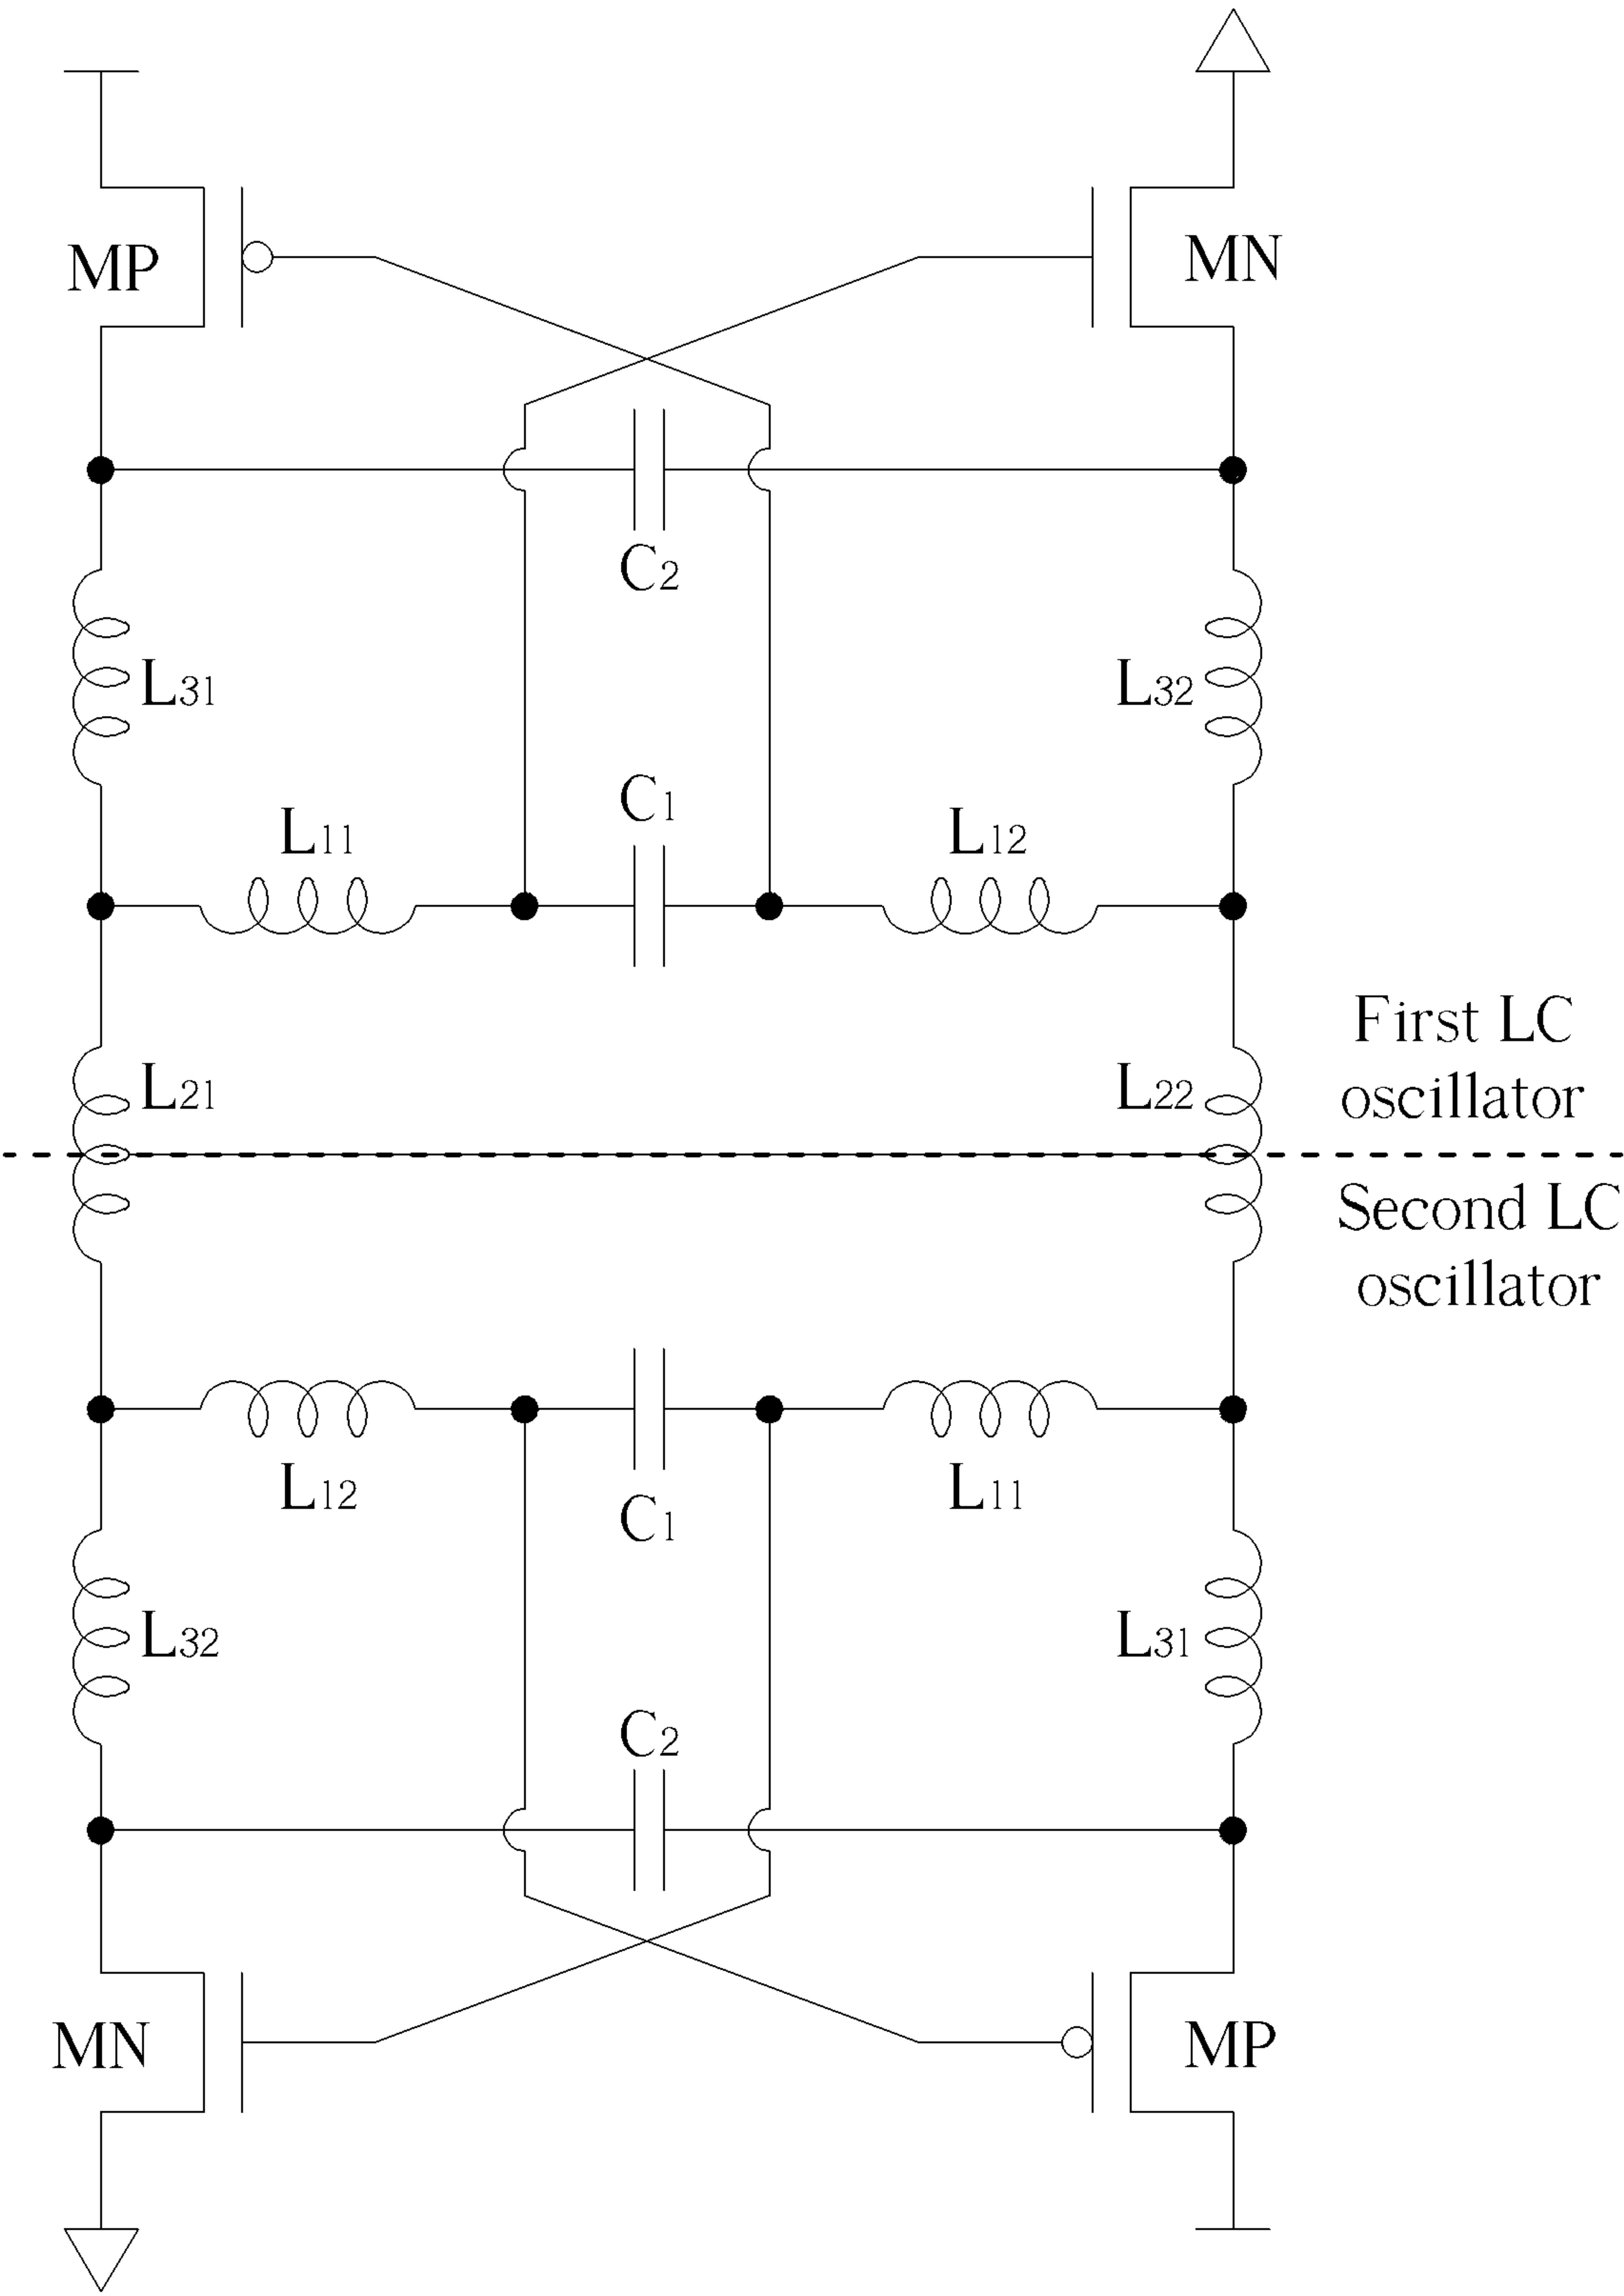 MP
MN
C2
L31
L32
C1
L11
L12
First LC
oscillator
L21
L22
Second LC
oscillator
L12
C1
L11
L32
L31
C2
MN
MP